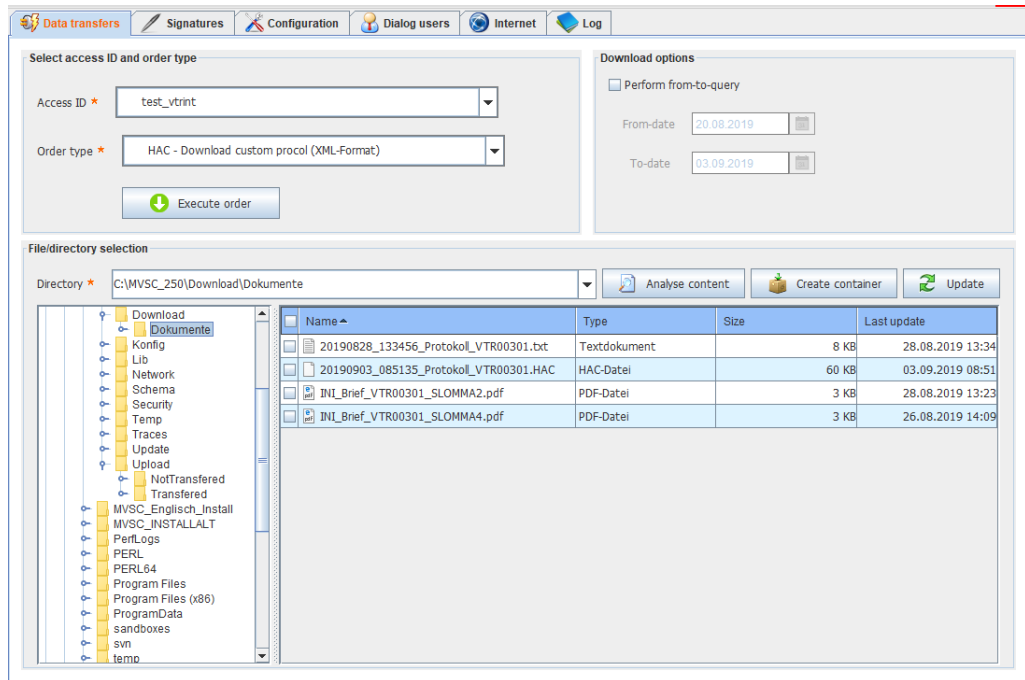 Data transfers Signatures Configuration Dialog users Internet Log
Select access ID and order type
Access ID * test_vtrint
Order type * HAC - Download custom procol (XML-Format)
Execute order
Download options
Perform from-to-query
From-date 20.08.2019
To-date 03.09.2019
File/directory selection
Directory * C:\MVSC_250\Download\Dokumente Analyse content Create container Update
Download
Dokumente
Konfig
Lib
Network
Schema
Security
Temp
Traces
Update
Upload
NotTransfered
Transfered
MVSC_Englisch_Install
MVSC_INSTALLALT
PerfLogs
PERL
PERL64
Program Files
Program Files (x86)
ProgramData
sandboxes
svn
temp
Name Type Size Last update
20190828_133456_Protokoll_VTR00301.txt Textdokument 8 KB 28.08.2019 13:34
20190903_085135_Protokoll_VTR00301.HAC HAC-Datei 60 KB 03.09.2019 08:51
INI_Brief_VTR00301_SLOMMA2.pdf PDF-Datei 3 KB 28.08.2019 13:23
INI_Brief_VTR00301_SLOMMA4.pdf PDF-Datei 3 KB 26.08.2019 14:09